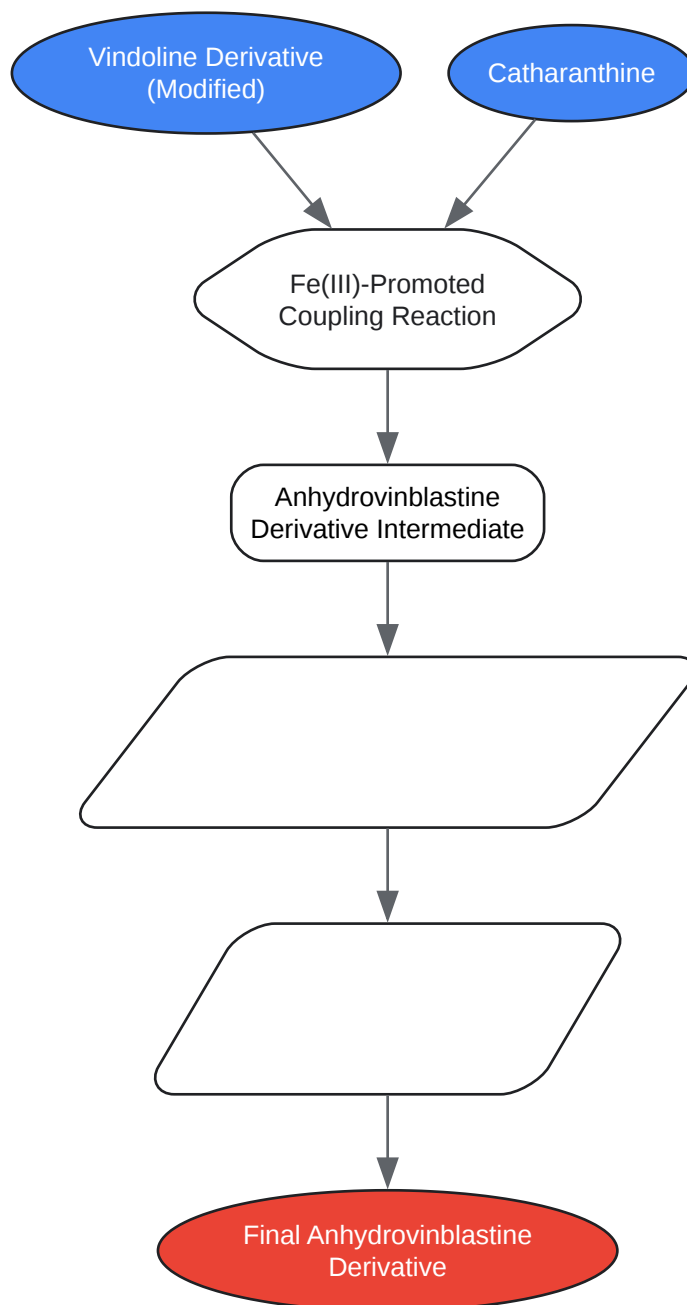 Vindoline Derivative
(Modified)
Catharanthine
Fe(III)-Promoted
Coupling Reaction
Anhydrovinblastine
Derivative Intermediate
Final Anhydrovinblastine
Derivative